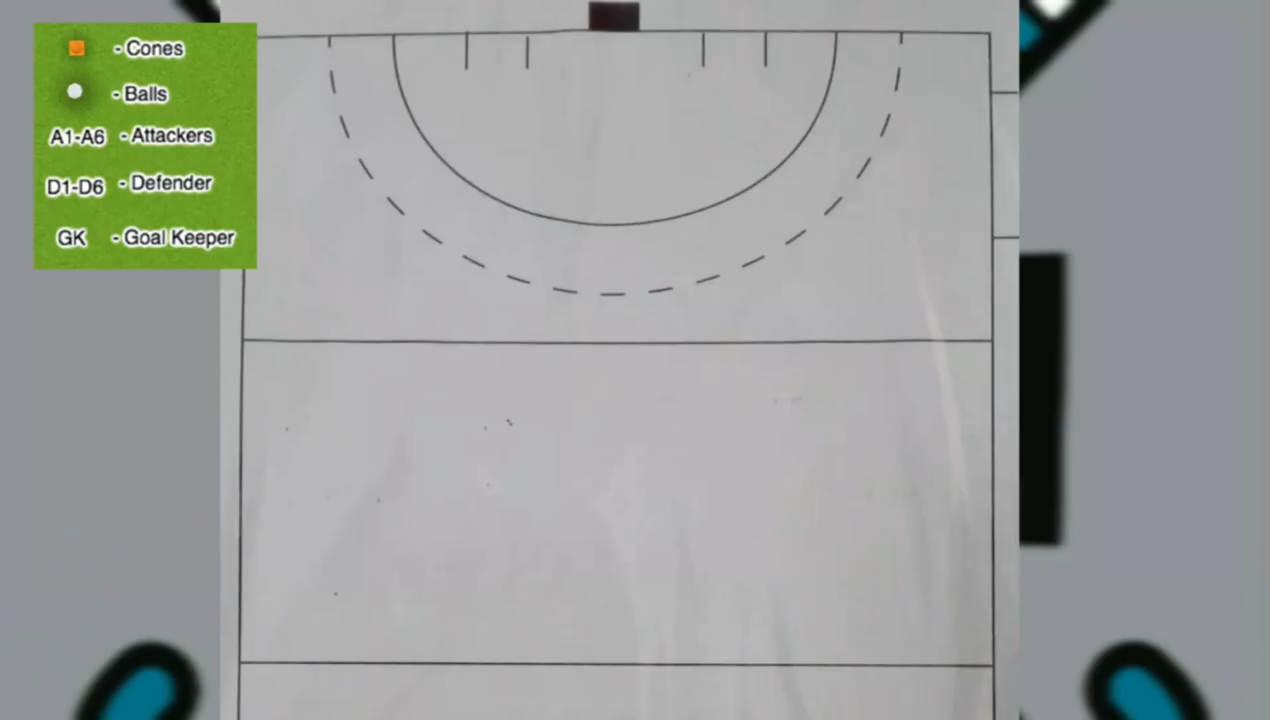 - Cones
- Balls
A1-A6 - Attackers
D1-D6 - Defender
GK - Goal Keeper